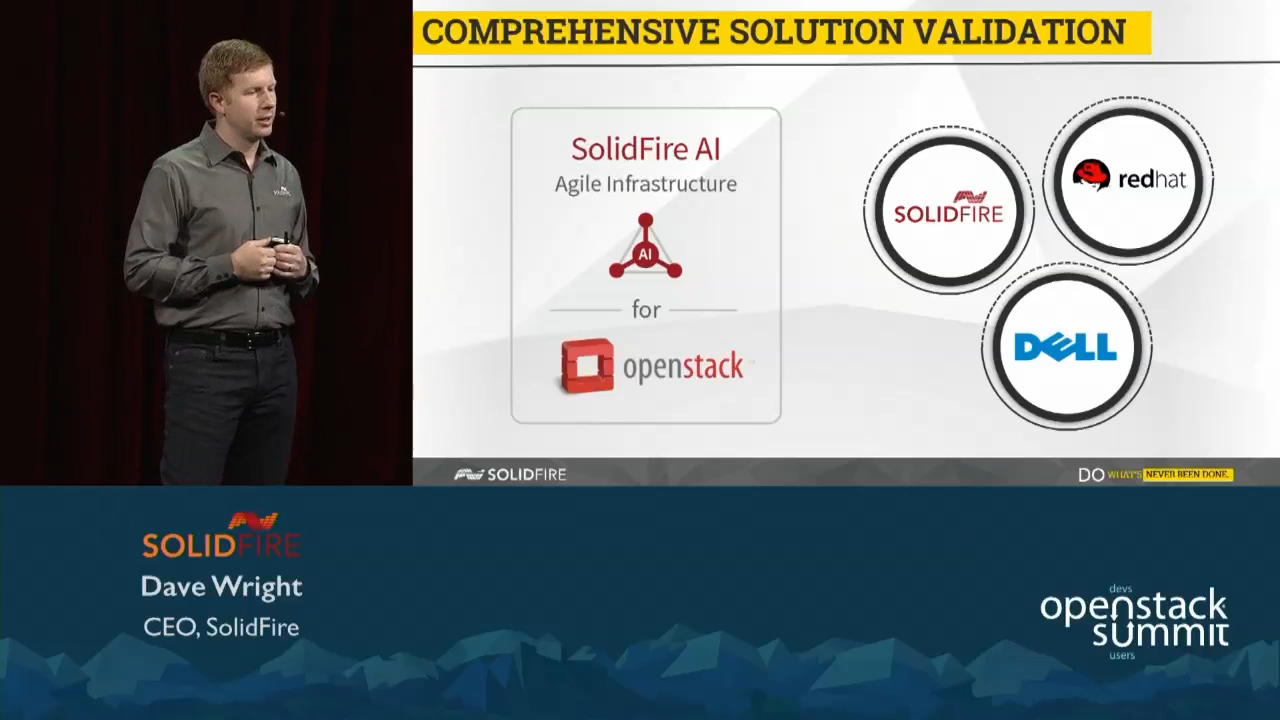 COMPREHENSIVE SOLUTION VALIDATION
SolidFire AI
Agile Infrastructure
AI
for
openstack
SOLIDFIRE
redhat
DELL
SOLIDFIRE
DO WHAT'S NEVER BEEN DONE.
SOLIDFIRE
Dave Wright
CEO, SolidFire
devs
openstack
summit
users